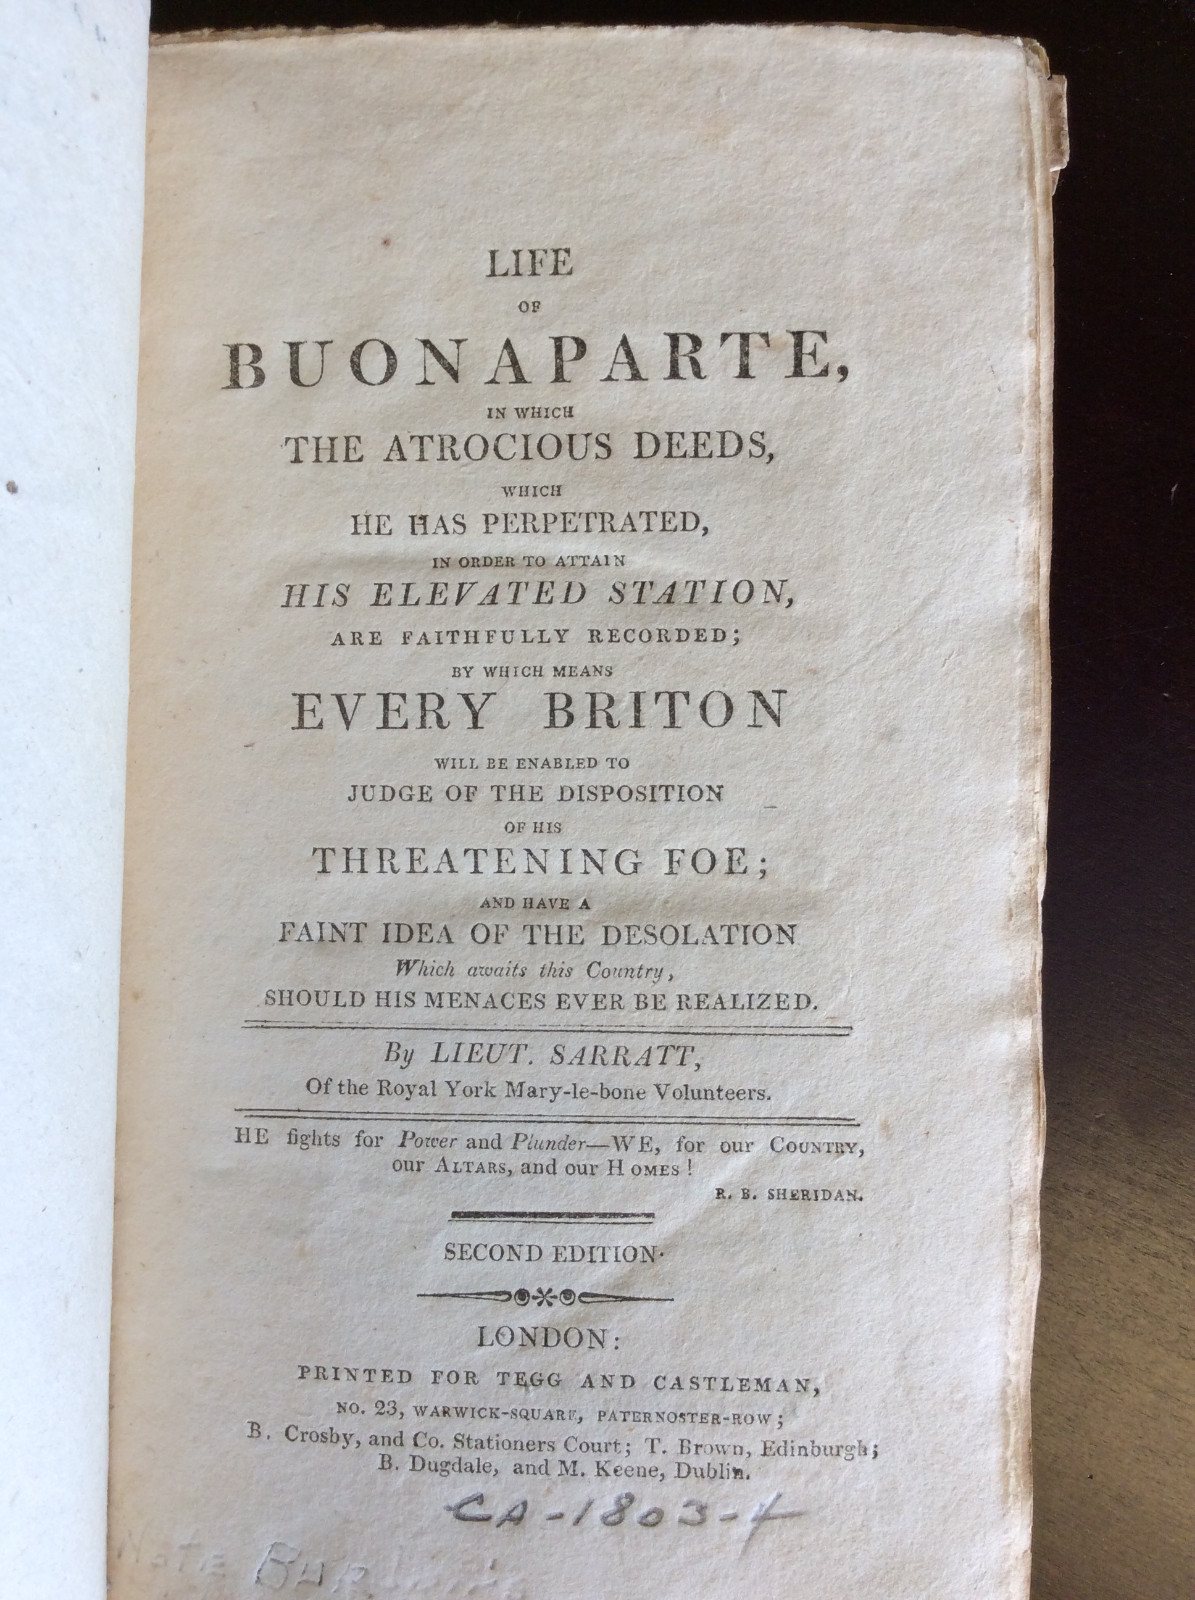 LIFE
OF
BUONAPARTE,
IN WHICH
THE ATROCIOUS DEEDS,
WHICH
HE HAS PERPETRATED,
IN ORDER TO ATTAIN
HIS ELEVATED STATION,
ARE FAITHFULLY RECORDED;
BY WHICH MEANS
EVERY BRITON
WILL BE ENABLED TO
JUDGE OF THE DISPOSITION
OF HIS
THREATENING FOE;
AND HAVE A
FAINT IDEA OF THE DESOLATION
Which awaits this Country,
SHOULD HIS MENACES EVER BE REALIZED.
By LIEUT. SARRATT,
Of the Royal York Mary-le-bone Volunteers.
HE fights for Power and Plunder—WE, for our COUNTRY,
our ALTARS, and our HOMES!
R. B. SHERIDAN.
SECOND EDITION.
LONDON:
PRINTED FOR TEGG AND CASTLEMAN,
NO. 23, WARWICK-SQUARE, PATERNOSTER-ROW;
B. Crosby, and Co. Stationers Court; T. Brown, Edinburgh;
B. Dugdale, and M. Keene, Dublin.
CA-1803-4
Note